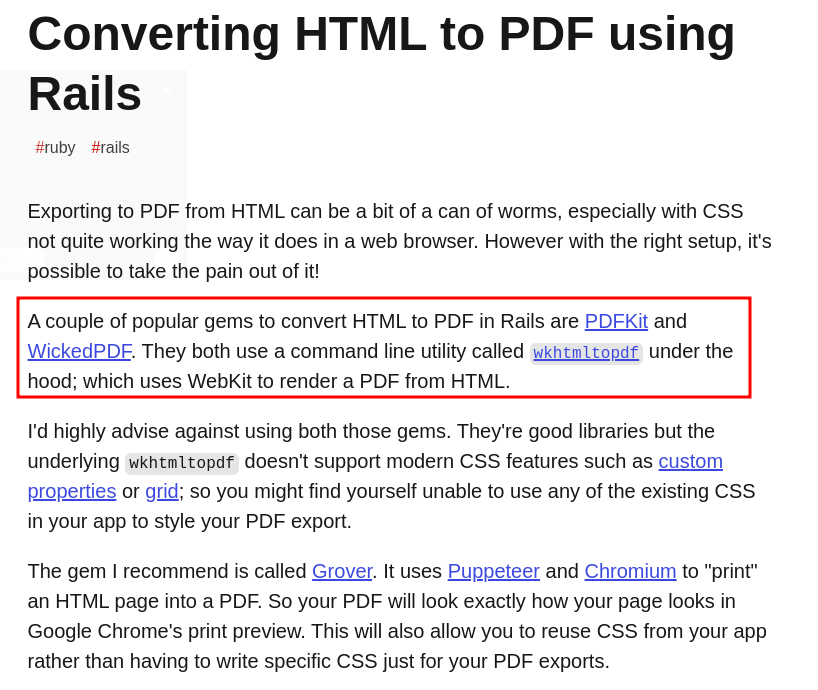 Converting HTML to PDF using
Rails
#ruby #rails
Exporting to PDF from HTML can be a bit of a can of worms, especially with CSS
not quite working the way it does in a web browser. However with the right setup, it's
possible to take the pain out of it!
A couple of popular gems to convert HTML to PDF in Rails are PDFKit and
WickedPDF. They both use a command line utility called wkhtmltopdf under the
hood; which uses WebKit to render a PDF from HTML.
I'd highly advise against using both those gems. They're good libraries but the
underlying wkhtmltopdf doesn't support modern CSS features such as custom
properties or grid; so you might find yourself unable to use any of the existing CSS
in your app to style your PDF export.
The gem I recommend is called Grover. It uses Puppeteer and Chromium to "print"
an HTML page into a PDF. So your PDF will look exactly how your page looks in
Google Chrome's print preview. This will also allow you to reuse CSS from your app
rather than having to write specific CSS just for your PDF exports.